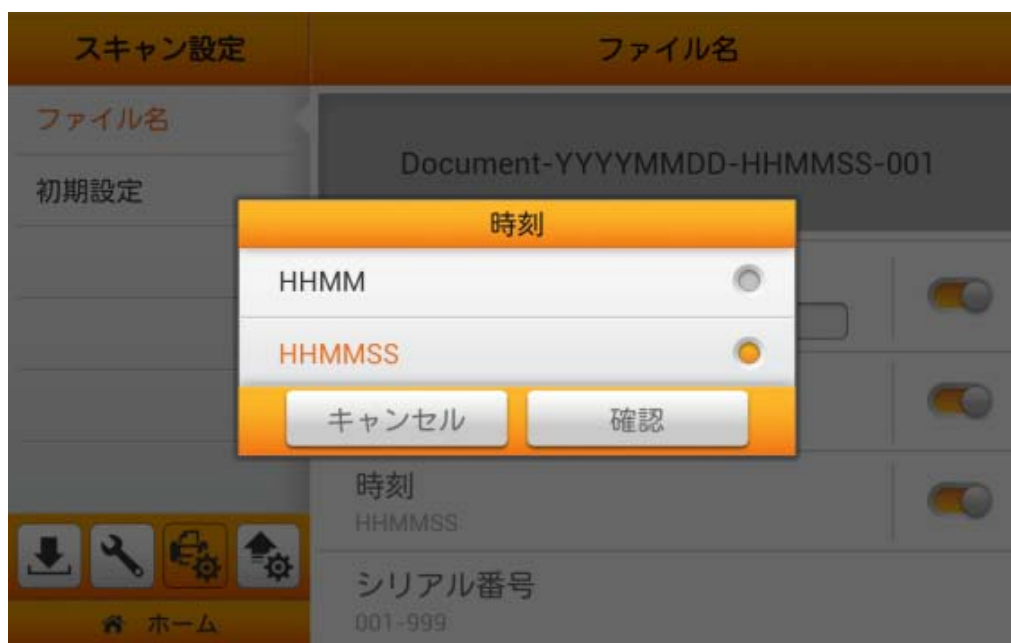 スキャン設定
ファイル名
ファイル名
初期設定
Document-YYYYMMDD-HHMMSS-001
時刻
HHMM
HHMMSS
キャンセル
確認
時刻
HHMMSS
シリアル番号
001-999
ホーム